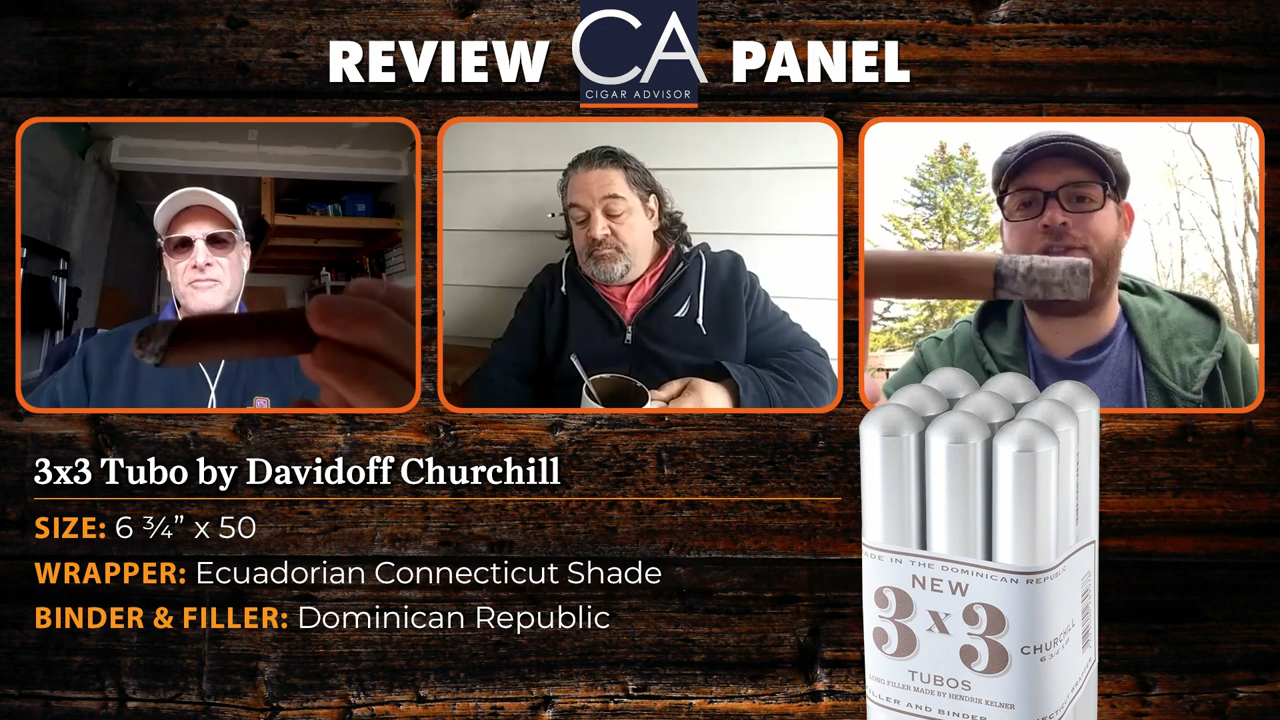 REVIEW CA PANEL
CIGAR ADVISOR
3x3 Tubo by Davidoff Churchill
SIZE: 6 ¾” x 50
WRAPPER: Ecuadorian Connecticut Shade
BINDER & FILLER: Dominican Republic
MADE IN THE DOMINICAN REPUBLIC
NEW
3 x 3
CHURCHILL
TUBOS
LONG FILLER MADE BY HENDRIK KELNER
FILLER AND BINDER